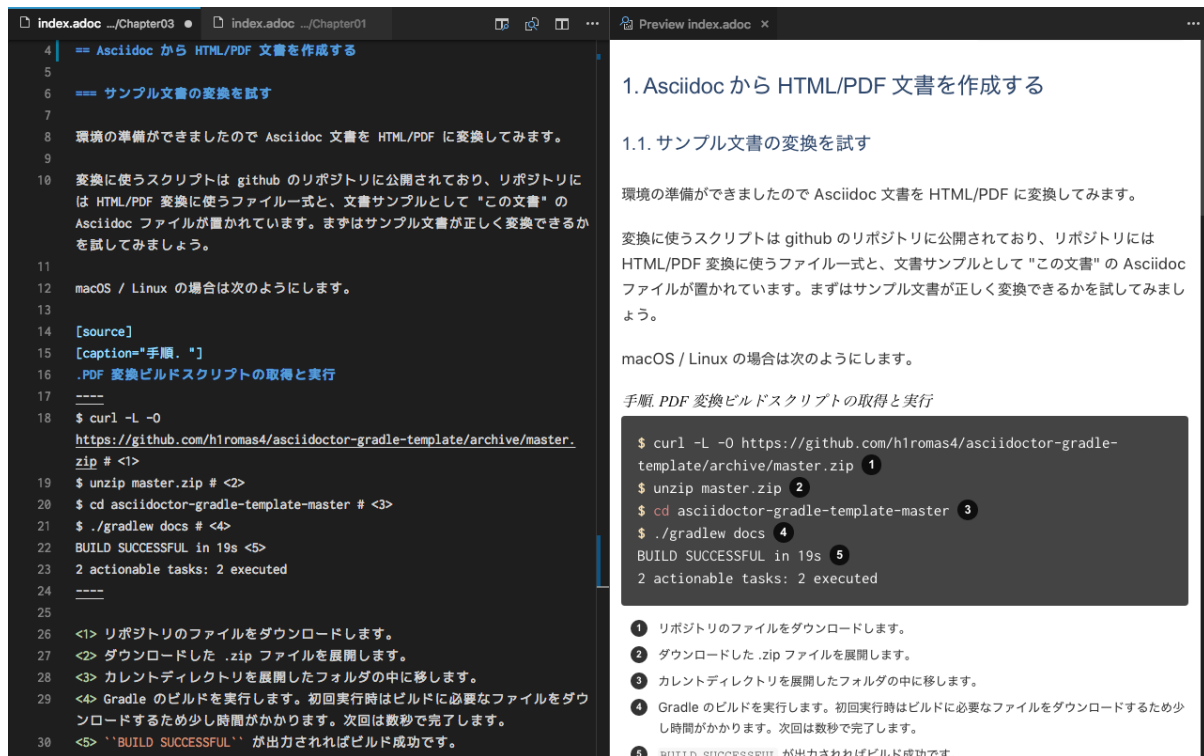 index.adoc .../Chapter03 ●
index.adoc .../Chapter01
4 == Asciidoc から HTML/PDF 文書を作成する
5
6 === サンプル文書の変換を試す
7
8 環境の準備ができましたので Asciidoc 文書を HTML/PDF に変換してみます。
9
10 変換に使うスクリプトは github のリポジトリに公開されており、リポジトリに
は HTML/PDF 変換に使うファイル一式と、文書サンプルとして "この文書" の
Asciidoc ファイルが置かれています。まずはサンプル文書が正しく変換できるか
を試してみましょう。
11
12 macOS / Linux の場合は次のようにします。
13
14 [source]
15 [caption="手順. "]
16 .PDF 変換ビルドスクリプトの取得と実行
17 ----
18 $ curl -L -O
https://github.com/h1romas4/asciidoctor-gradle-template/archive/master.
zip # <1>
19 $ unzip master.zip # <2>
20 $ cd asciidoctor-gradle-template-master # <3>
21 $ ./gradlew docs # <4>
22 BUILD SUCCESSFUL in 19s <5>
23 2 actionable tasks: 2 executed
24 ----
25
26 <1> リポジトリのファイルをダウンロードします。
27 <2> ダウンロードした .zip ファイルを展開します。
28 <3> カレントディレクトリを展開したフォルダの中に移します。
29 <4> Gradle のビルドを実行します。初回実行時はビルドに必要なファイルをダウ
ンロードするため少し時間がかかります。次回は数秒で完了します。
30 <5> ``BUILD SUCCESSFUL`` が出力されればビルド成功です。
Preview index.adoc ×
1. Asciidoc から HTML/PDF 文書を作成する
1.1. サンプル文書の変換を試す
環境の準備ができましたので Asciidoc 文書を HTML/PDF に変換してみます。
変換に使うスクリプトは github のリポジトリに公開されており、リポジトリには
HTML/PDF 変換に使うファイル一式と、文書サンプルとして "この文書" の Asciidoc
ファイルが置かれています。まずはサンプル文書が正しく変換できるかを試してみまし
ょう。
macOS / Linux の場合は次のようにします。
手順. PDF 変換ビルドスクリプトの取得と実行
$ curl -L -O https://github.com/h1romas4/asciidoctor-gradle-
template/archive/master.zip 1
$ unzip master.zip 2
$ cd asciidoctor-gradle-template-master 3
$ ./gradlew docs 4
BUILD SUCCESSFUL in 19s 5
2 actionable tasks: 2 executed
1 リポジトリのファイルをダウンロードします。
2 ダウンロードした .zip ファイルを展開します。
3 カレントディレクトリを展開したフォルダの中に移します。
4 Gradle のビルドを実行します。初回実行時はビルドに必要なファイルをダウンロードするため少
し時間がかかります。次回は数秒で完了します。
5 BUILD SUCCESSFUL が出力されればビルド成功です。